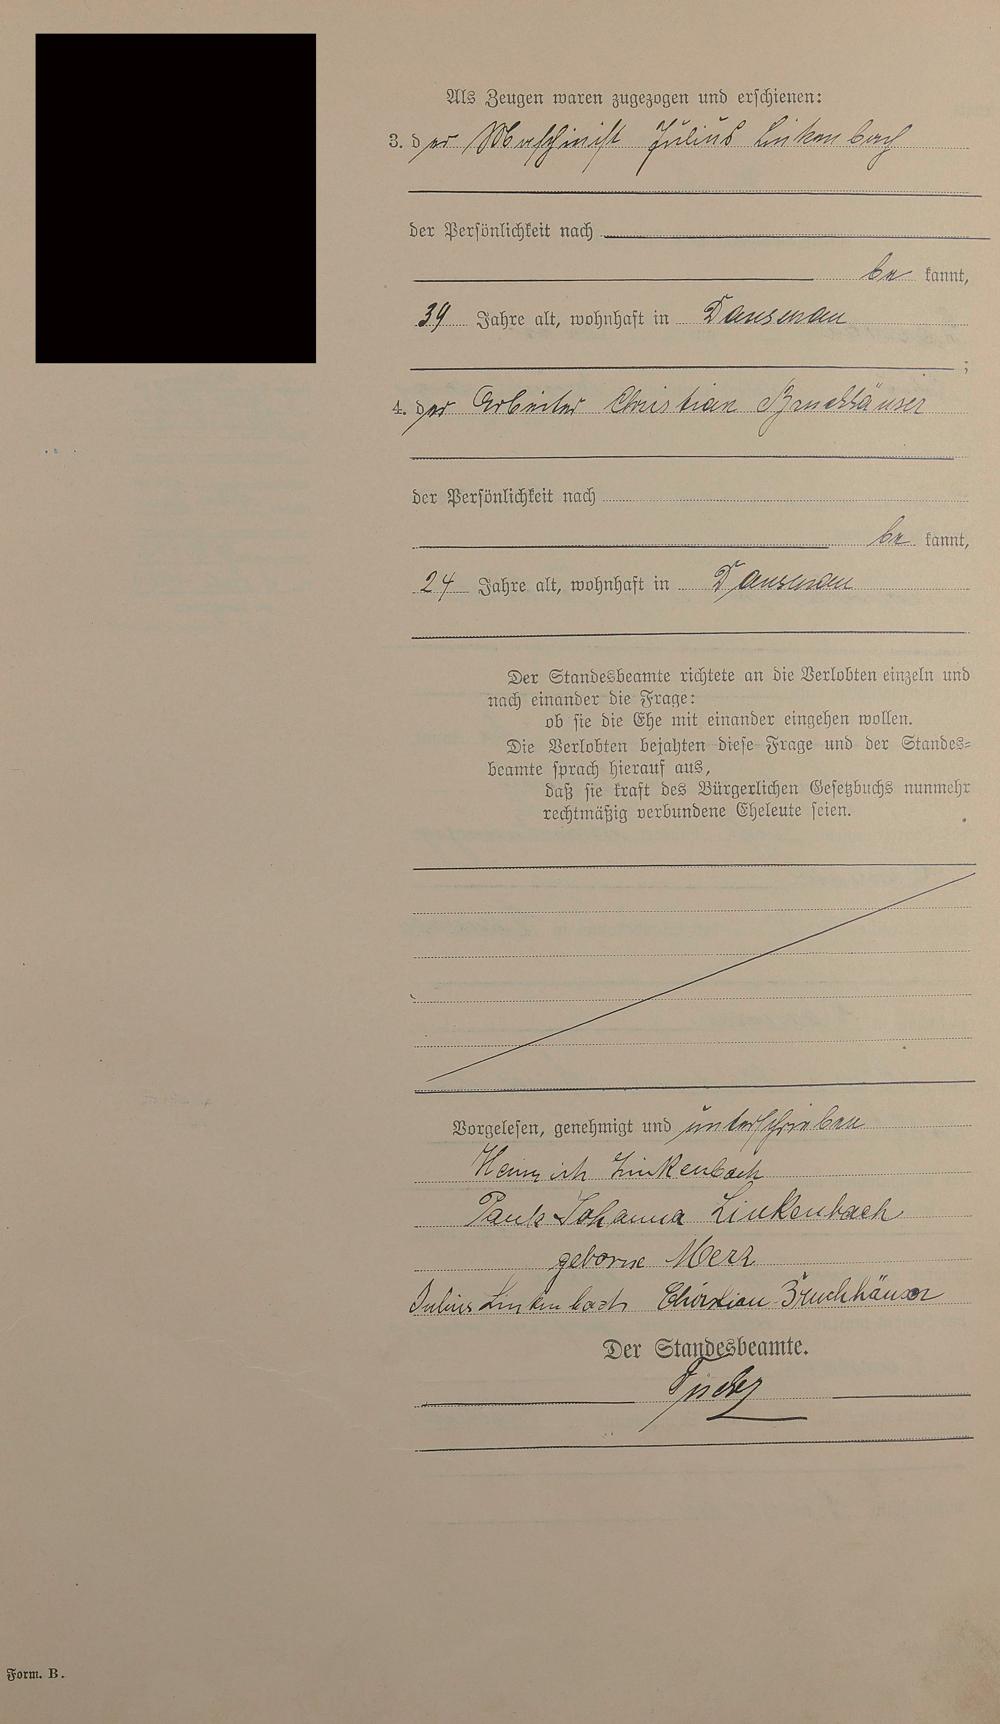 Als Zeugen waren zugezogen und erschienen:
3. der Maschinist Julius Linkenbach
der Persönlichkeit nach
be kannt,
39 Jahre alt, wohnhaft in Dausenau
;
4. der Arbeiter Christian Bruchhäuser
der Persönlichkeit nach
be kannt,
24 Jahre alt, wohnhaft in Dausenau
Der Standesbeamte richtete an die Verlobten einzeln und
nach einander die Frage:
ob sie die Ehe mit einander eingehen wollen.
Die Verlobten bejahten diese Frage und der Standes-
beamte sprach hierauf aus,
daß sie kraft des Bürgerlichen Gesetzbuchs nunmehr
rechtmäßig verbundene Eheleute seien.
Vorgelesen, genehmigt und unterschrieben
Heinrich Linkenbach
Johanna Linkenbach
geborne Merz
Julius Linkenbach Christian Bruchhäuser
Der Standesbeamte.
Form. B.